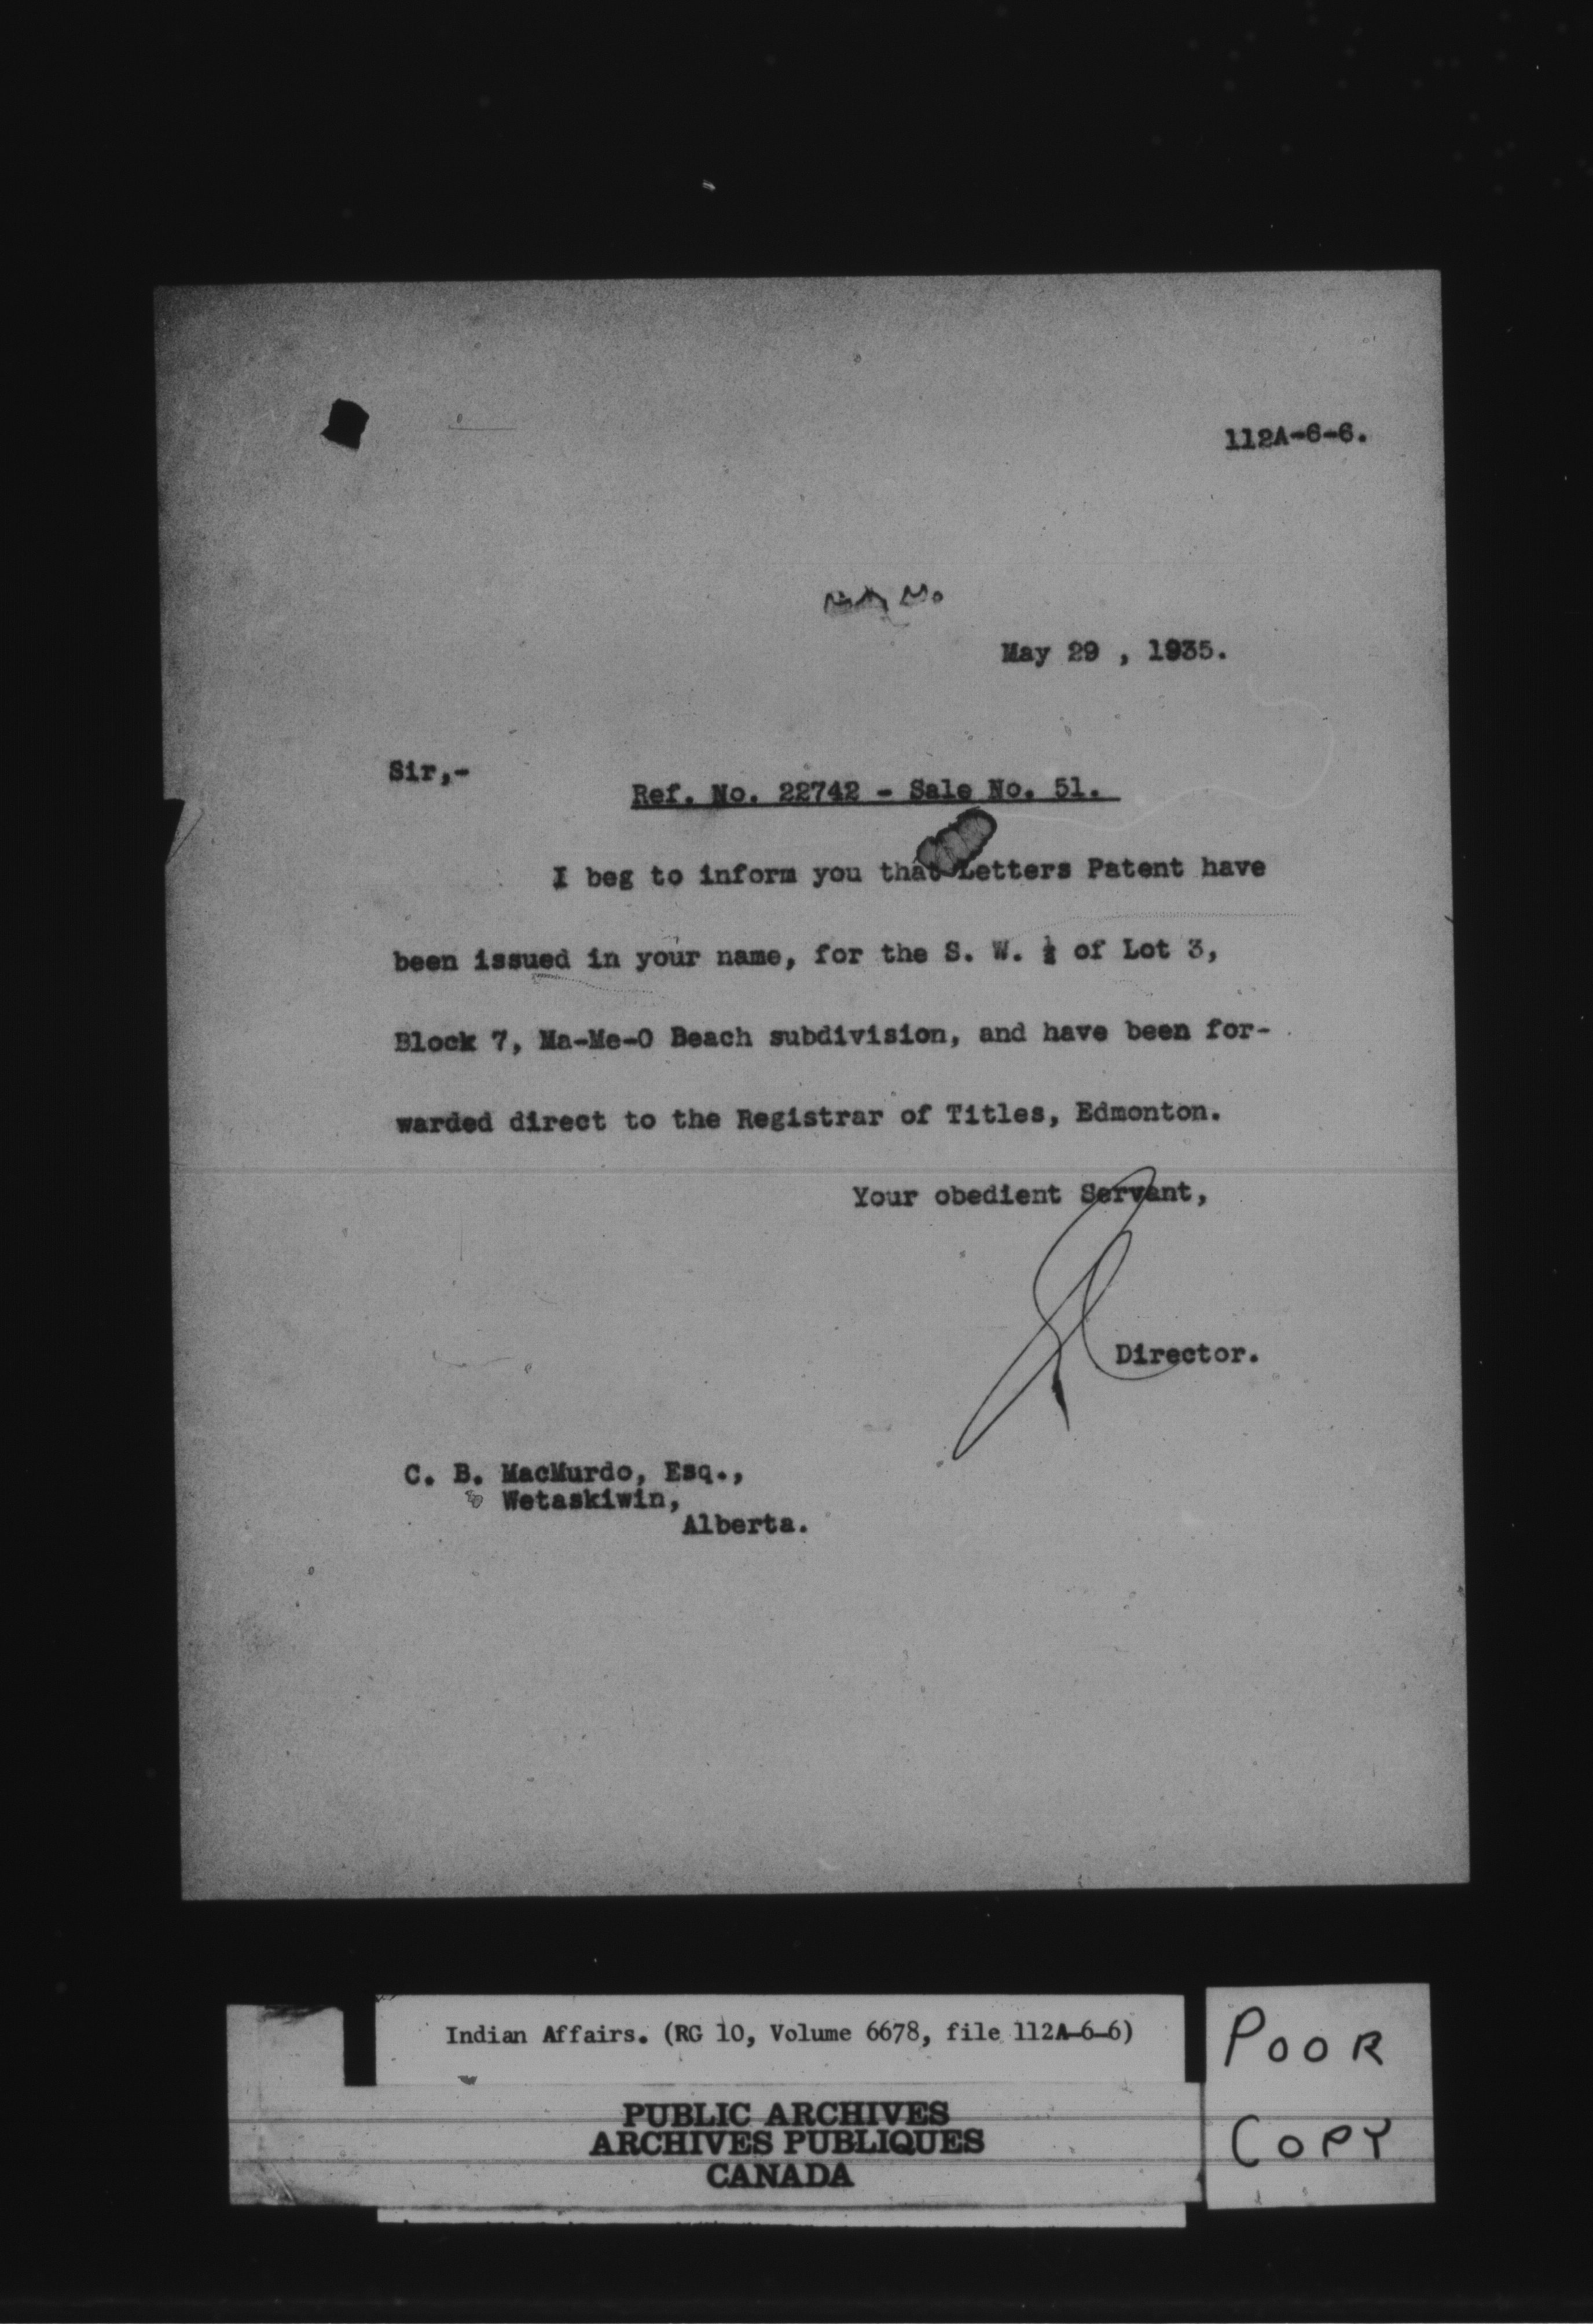 112A-6-6.
May 29 , 1935.
Sir,-
Ref. No. 22742 - Sale No. 51.
I beg to inform you that Letters Patent have
been issued in your name, for the S. W. ½ of Lot 3,
Block 7, Ma-Me-O Beach subdivision, and have been for-
warded direct to the Registrar of Titles, Edmonton.
Your obedient Servant,
Director.
C. B. MacMurdo, Esq.,
Wetaskiwin,
Alberta.
Indian Affairs. (RG 10, Volume 6678, file 112A-6-6)
PUBLIC ARCHIVES
ARCHIVES PUBLIQUES
CANADA
POOR
COPY